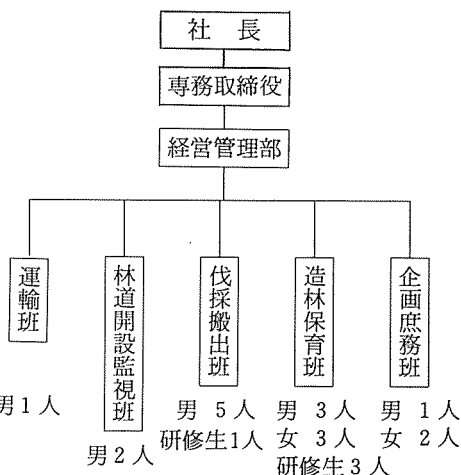 社 長
専務取締役
経営管理部
運輸班
男1人
林道開設監視班
男2人
伐採搬出班
男 5人
研修生1人
造林保育班
男 3人
女 3人
研修生3人
企画庶務班
男 1人
女 2人